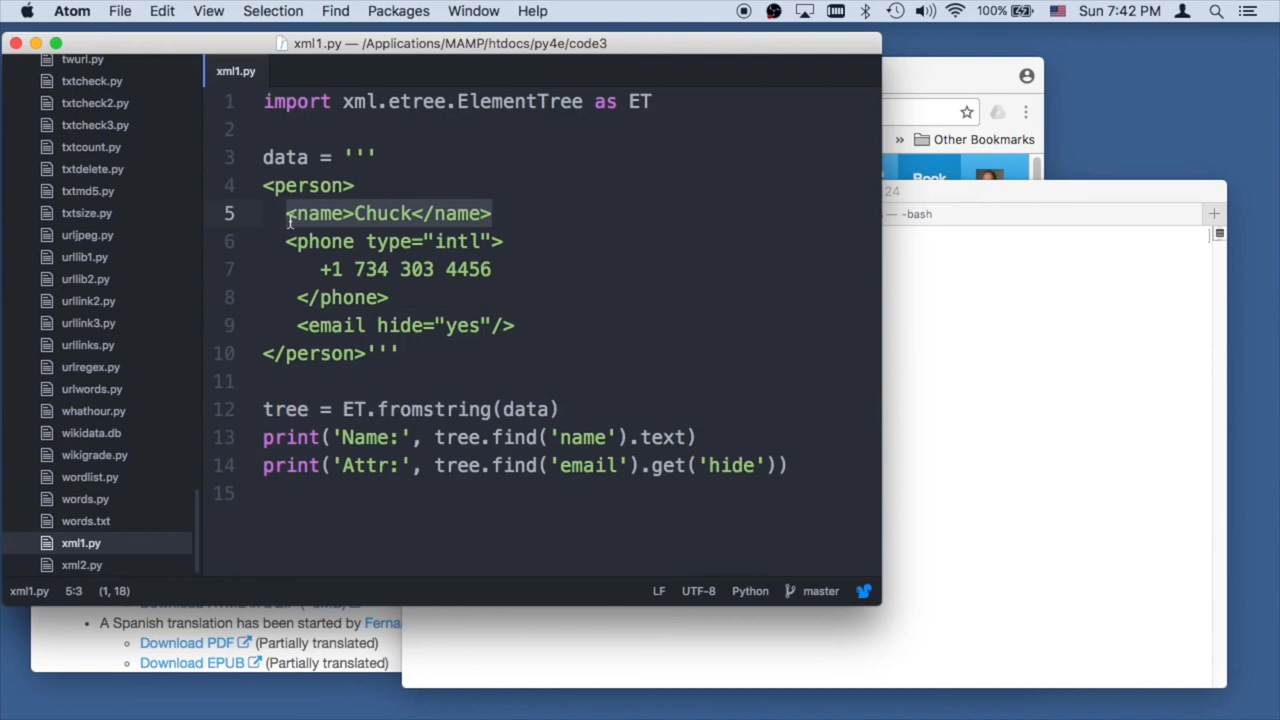 Atom File Edit View Selection Find Packages Window Help 100% Sun 7:42 PM
xml1.py — /Applications/MAMP/htdocs/py4e/code3
twurl.py
txtcheck.py
txtcheck2.py
txtcheck3.py
txtcount.py
txtdelete.py
txtmd5.py
txtsize.py
urljpeg.py
urllib1.py
urllib2.py
urllink2.py
urllink3.py
urllinks.py
urlregex.py
urlwords.py
whathour.py
wikidata.db
wikigrade.py
wordlist.py
words.py
words.txt
xml1.py
xml2.py
xml1.py
1 import xml.etree.ElementTree as ET
2
3 data = '''
4 <person>
5 <name>Chuck</name>
6 <phone type="intl">
7 +1 734 303 4456
8 </phone>
9 <email hide="yes"/>
10 </person>'''
11
12 tree = ET.fromstring(data)
13 print('Name:', tree.find('name').text)
14 print('Attr:', tree.find('email').get('hide'))
15
xml1.py 5:3 (1, 18) LF UTF-8 Python master
» Other Bookmarks
Book
24
— -bash
A Spanish translation has been started by Ferna
Download PDF (Partially translated)
Download EPUB (Partially translated)